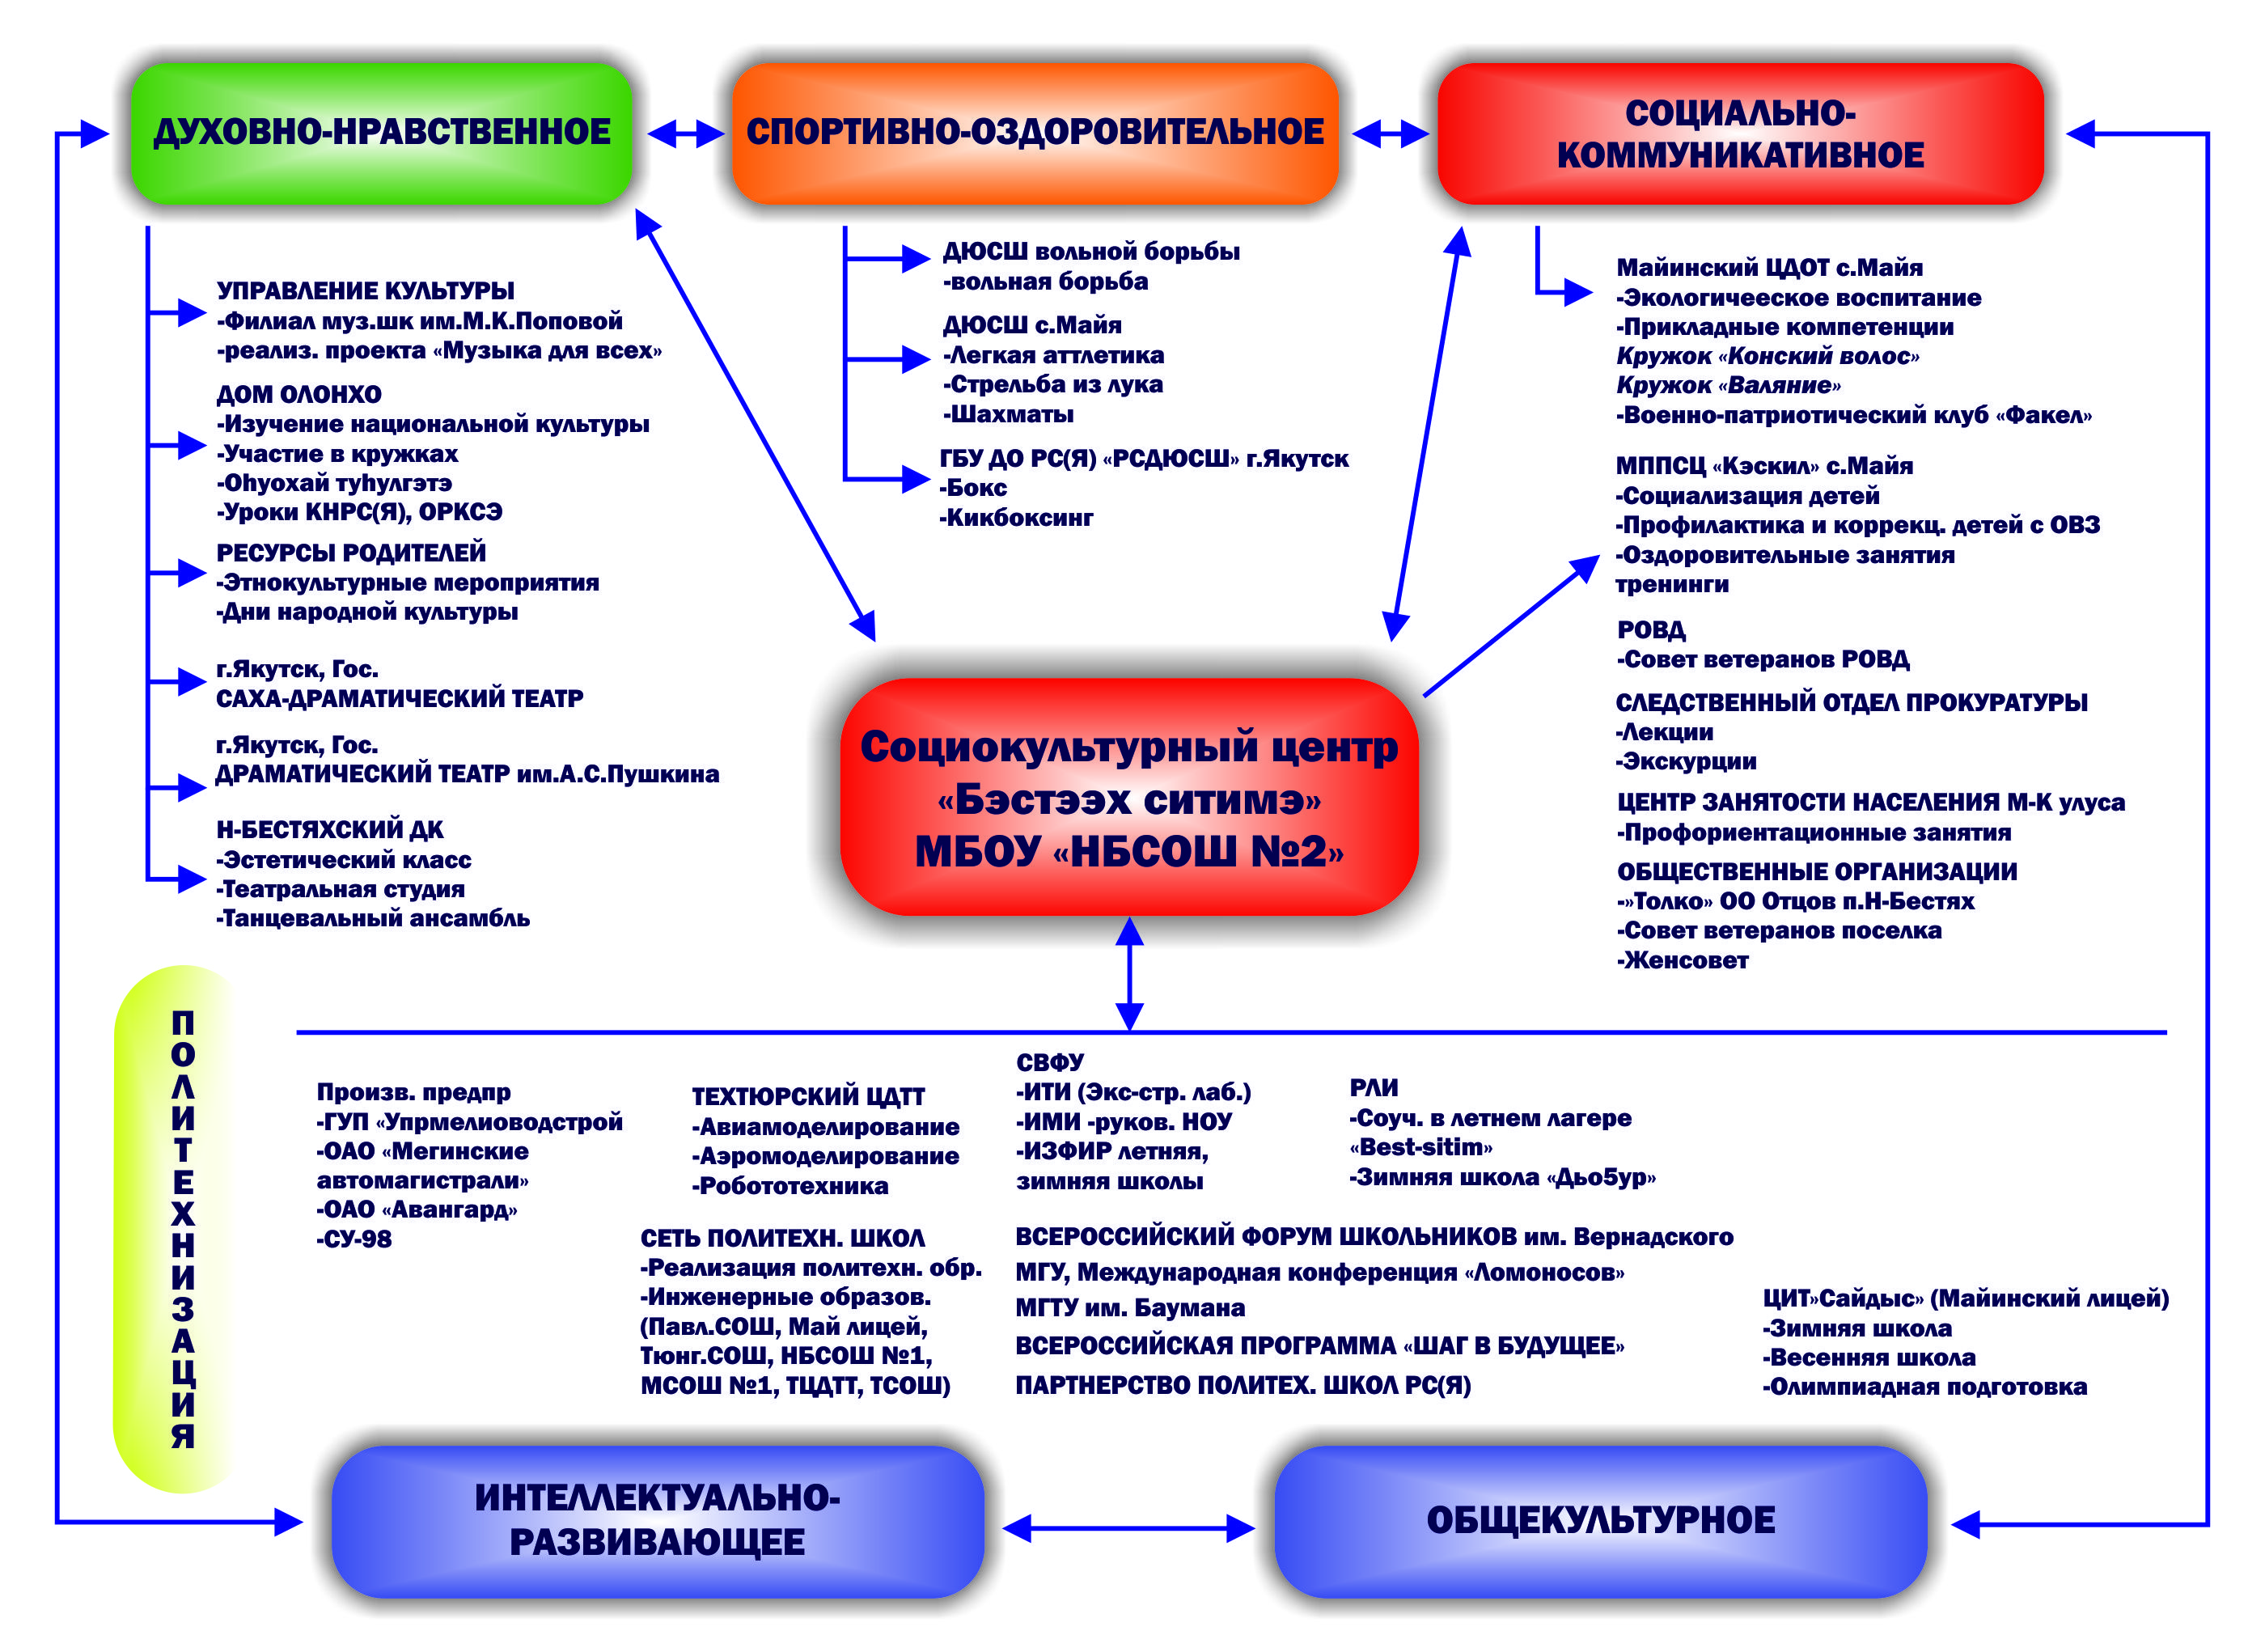 ДУХОВНО-НРАВСТВЕННОЕ
СПОРТИВНО-ОЗДОРОВИТЕЛЬНОЕ
СОЦИАЛЬНО-
КОММУНИКАТИВНОЕ
УПРАВЛЕНИЕ КУЛЬТУРЫ
-Филиал муз.шк им.М.К.Поповой
-реализ. проекта «Музыка для всех»
ДОМ ОЛОНХО
-Изучение национальной культуры
-Участие в кружках
-Оhуохай туhулгэтэ
-Уроки КНРС(Я), ОРКСЭ
РЕСУРСЫ РОДИТЕЛЕЙ
-Этнокультурные мероприятия
-Дни народной культуры
г.Якутск, Гос.
САХА-ДРАМАТИЧЕСКИЙ ТЕАТР
г.Якутск, Гос.
ДРАМАТИЧЕСКИЙ ТЕАТР им.А.С.Пушкина
Н-БЕСТЯХСКИЙ ДК
-Эстетический класс
-Театральная студия
-Танцевальный ансамбль
ДЮСШ вольной борьбы
-вольная борьба
ДЮСШ с.Майя
-Легкая аттлетика
-Стрельба из лука
-Шахматы
ГБУ ДО РС(Я) «РСДЮСШ» г.Якутск
-Бокс
-Кикбоксинг
Майинский ЦДОТ с.Майя
-Экологичееское воспитание
-Прикладные компетенции
Кружок «Конский волос»
Кружок «Валяние»
-Военно-патриотический клуб «Факел»
МППСЦ «Кэскил» с.Майя
-Социализация детей
-Профилактика и коррекц. детей с ОВЗ
-Оздоровительные занятия
тренинги
РОВД
-Совет ветеранов РОВД
СЛЕДСТВЕННЫЙ ОТДЕЛ ПРОКУРАТУРЫ
-Лекции
-Экскурции
ЦЕНТР ЗАНЯТОСТИ НАСЕЛЕНИЯ М-К улуса
-Профориентационные занятия
ОБЩЕСТВЕННЫЕ ОРГАНИЗАЦИИ
-»Толко» ОО Отцов п.Н-Бестях
-Совет ветеранов поселка
-Женсовет
Социокультурный центр
«Бэстээх ситимэ»
МБОУ «НБСОШ №2»
ПОЛИТЕХНИЗАЦИЯ
Произв. предпр
-ГУП «Упрмелиоводстрой
-ОАО «Мегинские
автомагистрали»
-ОАО «Авангард»
-СУ-98
ТЕХТЮРСКИЙ ЦДТТ
-Авиамоделирование
-Аэромоделирование
-Робототехника
СЕТЬ ПОЛИТЕХН. ШКОЛ
-Реализация политехн. обр.
-Инженерные образов.
(Павл.СОШ, Май лицей,
Тюнг.СОШ, НБСОШ №1,
МСОШ №1, ТЦДТТ, ТСОШ)
СВФУ
-ИТИ (Экс-стр. лаб.)
-ИМИ -руков. НОУ
-ИЗФИР летняя,
зимняя школы
РЛИ
-Соуч. в летнем лагере
«Best-sitim»
-Зимняя школа «Дьо5ур»
ВСЕРОССИЙСКИЙ ФОРУМ ШКОЛЬНИКОВ им. Вернадского
МГУ, Международная конференция «Ломоносов»
МГТУ им. Баумана
ВСЕРОССИЙСКАЯ ПРОГРАММА «ШАГ В БУДУЩЕЕ»
ПАРТНЕРСТВО ПОЛИТЕХ. ШКОЛ РС(Я)
ЦИТ»Сайдыс» (Майинский лицей)
-Зимняя школа
-Весенняя школа
-Олимпиадная подготовка
ИНТЕЛЛЕКТУАЛЬНО-
РАЗВИВАЮЩЕЕ
ОБЩЕКУЛЬТУРНОЕ